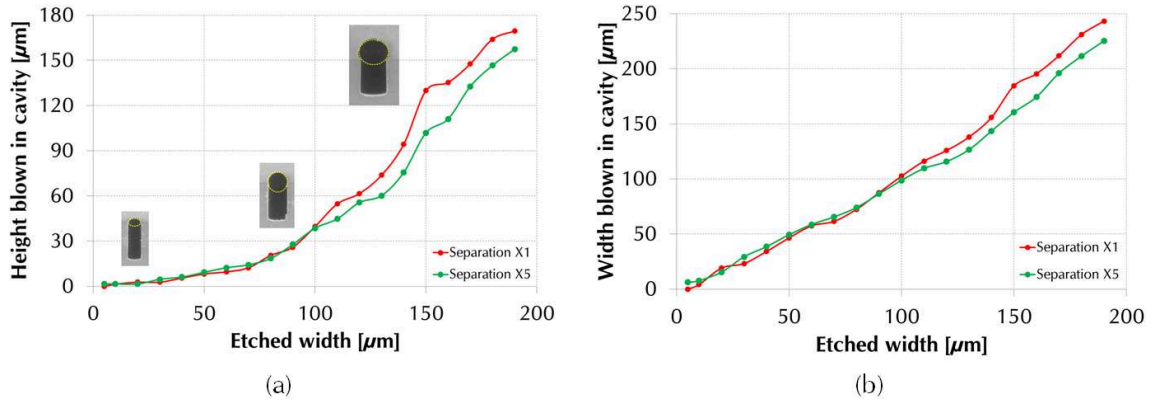 180
150
120
90
60
30
0
Height blown in cavity [µm]
Separation X1
Separation X5
0 50 100 150 200
Etched width [µm]
(a)
250
200
150
100
50
0
Width blown in cavity [µm]
Separation X1
Separation X5
0 50 100 150 200
Etched width [µm]
(b)